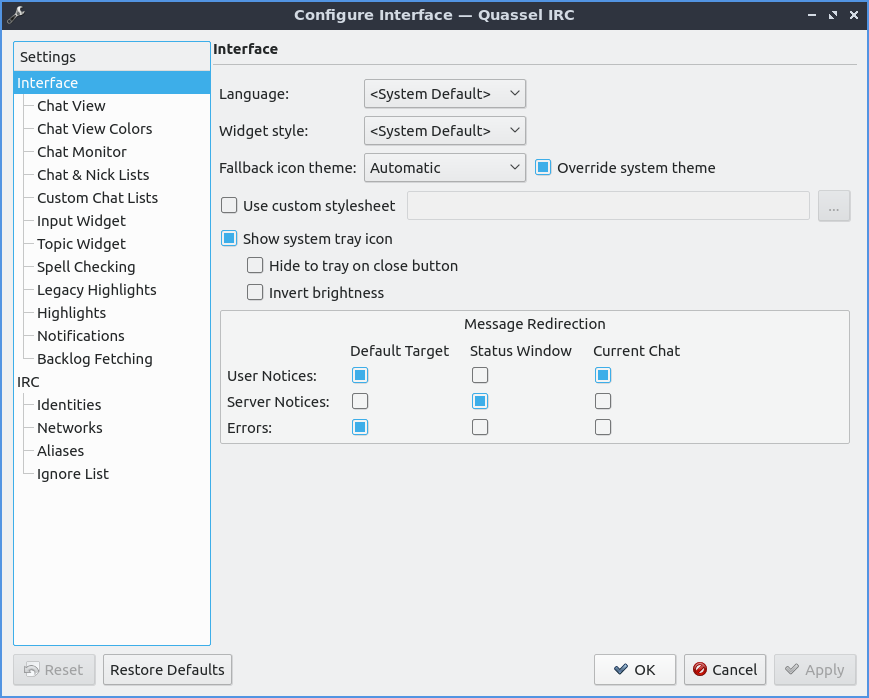 Configure Interface — Quassel IRC
Settings
Interface
Chat View
Chat View Colors
Chat Monitor
Chat & Nick Lists
Custom Chat Lists
Input Widget
Topic Widget
Spell Checking
Legacy Highlights
Highlights
Notifications
Backlog Fetching
IRC
Identities
Networks
Aliases
Ignore List
Interface
Language: <System Default>
Widget style: <System Default>
Fallback icon theme: Automatic Override system theme
Use custom stylesheet ...
Show system tray icon
Hide to tray on close button
Invert brightness
Message Redirection
Default Target Status Window Current Chat
User Notices:
Server Notices:
Errors:
Reset Restore Defaults OK Cancel Apply